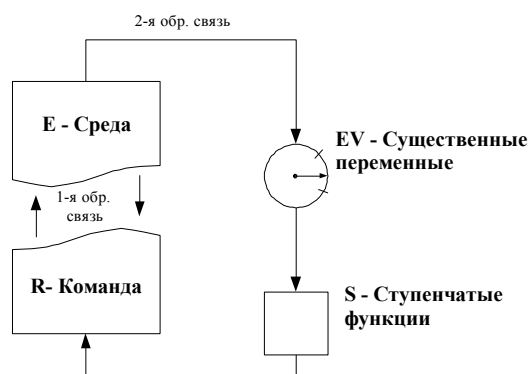 2-я обр. связь
E - Среда
EV - Существенные
переменные
1-я обр.
связь
R- Команда
S - Ступенчатые
функции